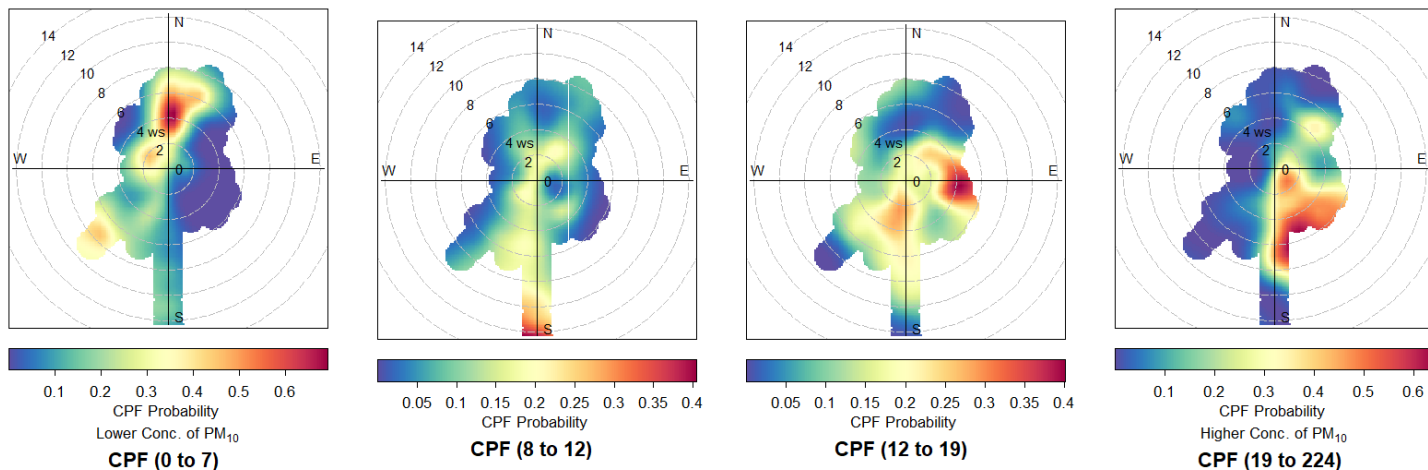 N
14
12
10
8
6
4 ws
2
0
W
E
S
0.1 0.2 0.3 0.4 0.5 0.6
CPF Probability
Lower Conc. of PM10
CPF (0 to 7)
N
14
12
10
8
6
4 ws
2
0
W
E
S
0.05 0.1 0.15 0.2 0.25 0.3 0.35 0.4
CPF Probability
CPF (8 to 12)
N
14
12
10
8
6
4 ws
2
0
W
E
S
0.05 0.1 0.15 0.2 0.25 0.3 0.35 0.4
CPF Probability
CPF (12 to 19)
N
14
12
10
8
6
4 ws
2
0
W
E
S
0.1 0.2 0.3 0.4 0.5 0.6
CPF Probability
Higher Conc. of PM10
CPF (19 to 224)